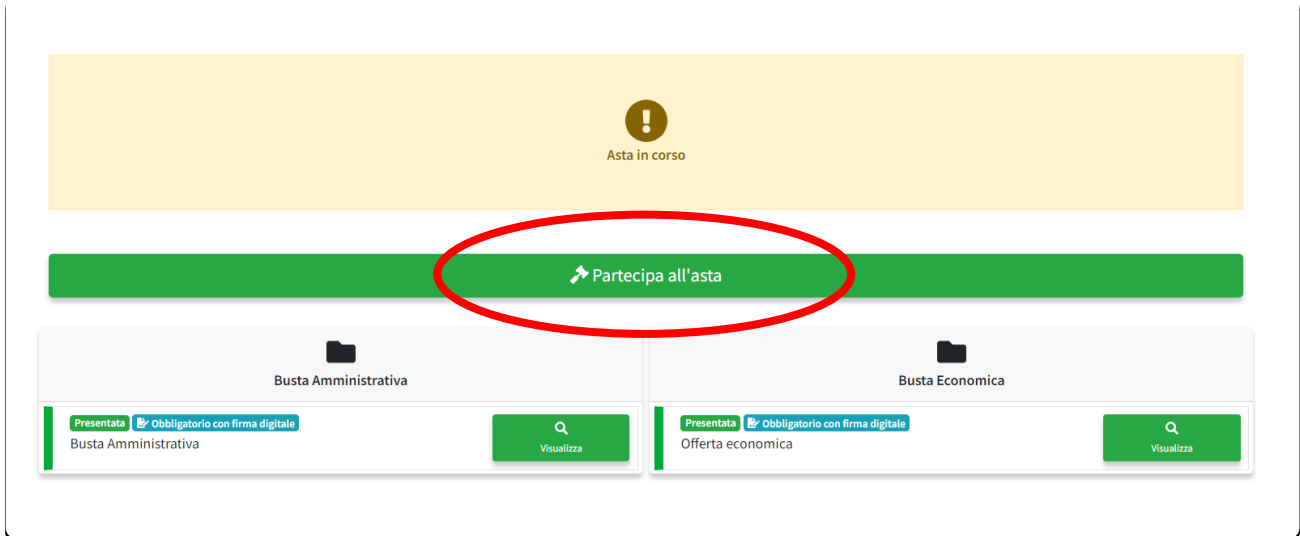 Asta in corso
Partecipa all'asta
Busta Amministrativa
Presentata Obbligatorio con firma digitale
Busta Amministrativa
Visualizza
Busta Economica
Presentata Obbligatorio con firma digitale
Offerta economica
Visualizza